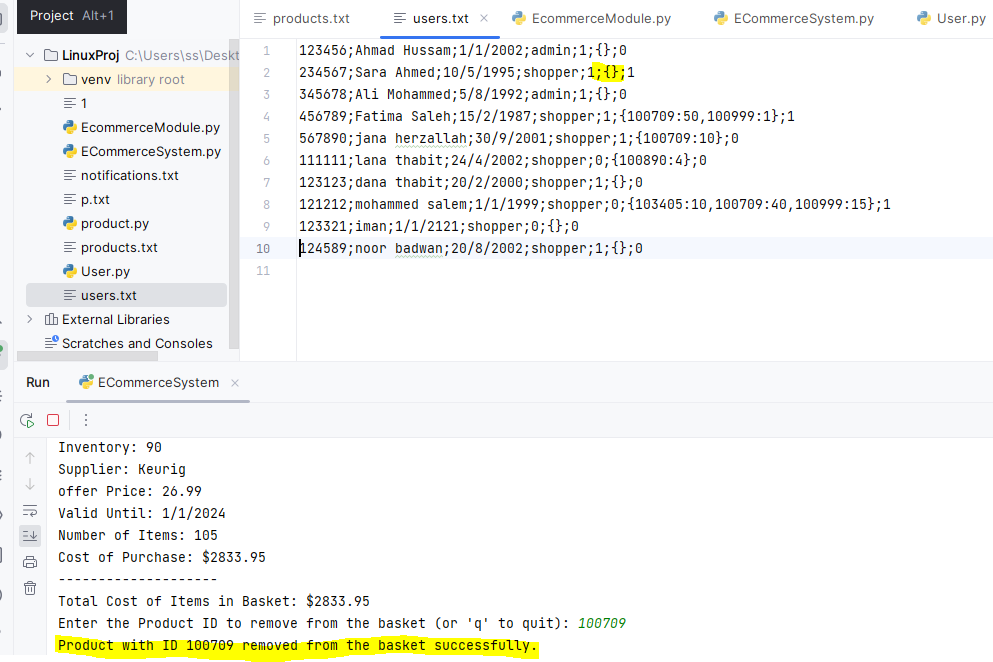 Project Alt+1
products.txt
users.txt
EcommerceModule.py
ECommerceSystem.py
User.py
LinuxProj C:\Users\ss\Deskt
venv library root
1
EcommerceModule.py
ECommerceSystem.py
notifications.txt
p.txt
product.py
products.txt
User.py
users.txt
External Libraries
Scratches and Consoles
1 123456;Ahmad Hussam;1/1/2002;admin;1;{};0
2 234567;Sara Ahmed;10/5/1995;shopper;1;{};1
3 345678;Ali Mohammed;5/8/1992;admin;1;{};0
4 456789;Fatima Saleh;15/2/1987;shopper;1;{100709:50,100999:1};1
5 567890;jana herzallah;30/9/2001;shopper;1;{100709:10};0
6 111111;lana thabit;24/4/2002;shopper;0;{100890:4};0
7 123123;dana thabit;20/2/2000;shopper;1;{};0
8 121212;mohammed salem;1/1/1999;shopper;0;{103405:10,100709:40,100999:15};1
9 123321;iman;1/1/2121;shopper;0;{};0
10 124589;noor badwan;20/8/2002;shopper;1;{};0
11
Run ECommerceSystem
Inventory: 90
Supplier: Keurig
offer Price: 26.99
Valid Until: 1/1/2024
Number of Items: 105
Cost of Purchase: $2833.95
--------------------
Total Cost of Items in Basket: $2833.95
Enter the Product ID to remove from the basket (or 'q' to quit): 100709
Product with ID 100709 removed from the basket successfully.